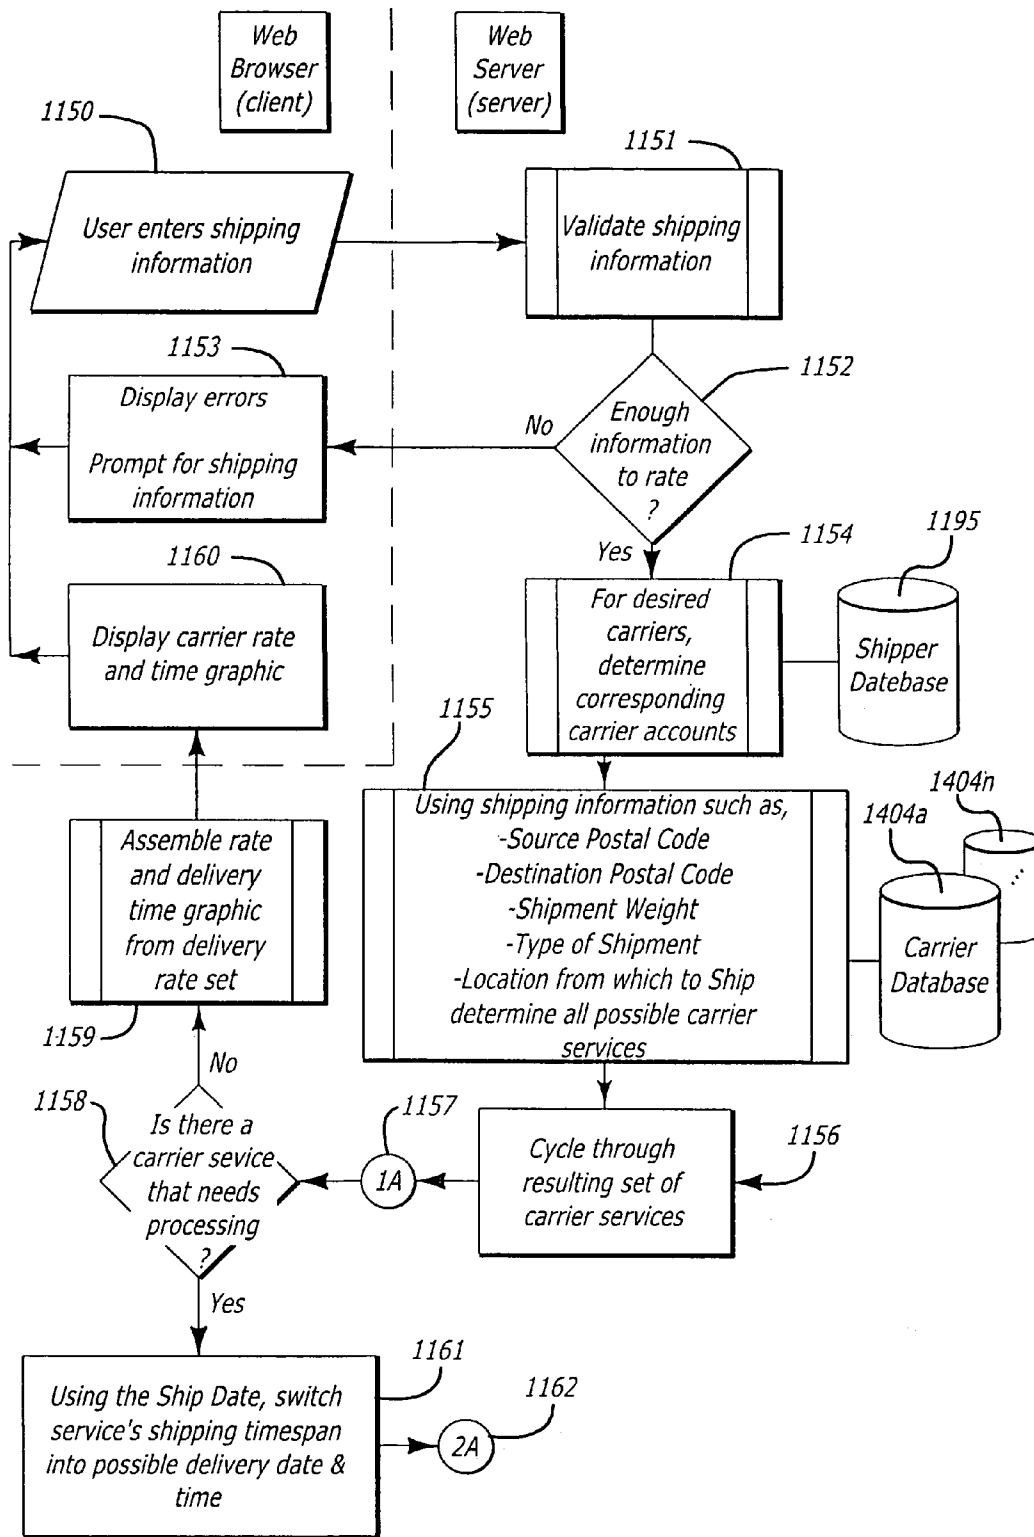 Web
Browser
(client)
Web
Server
(server)
1150
1151
User enters shipping
information
Validate shipping
information
1153
1152
Display errors
Prompt for shipping
information
No
Enough
information
to rate
?
Yes
1160
1154
1195
Display carrier rate
and time graphic
For desired
carriers,
determine
corresponding
carrier accounts
Shipper
Datebase
1155
1404n
1404a
Using shipping information such as,
-Source Postal Code
-Destination Postal Code
-Shipment Weight
-Type of Shipment
-Location from which to Ship
determine all possible carrier
services
Carrier
Database
Assemble rate
and delivery
time graphic
from delivery
rate set
1159
No
1158
1157
Is there a
carrier sevice
that needs
processing
?
1A
Cycle through
resulting set of
carrier services
1156
Yes
1161
1162
Using the Ship Date, switch
service's shipping timespan
into possible delivery date &
time
2A